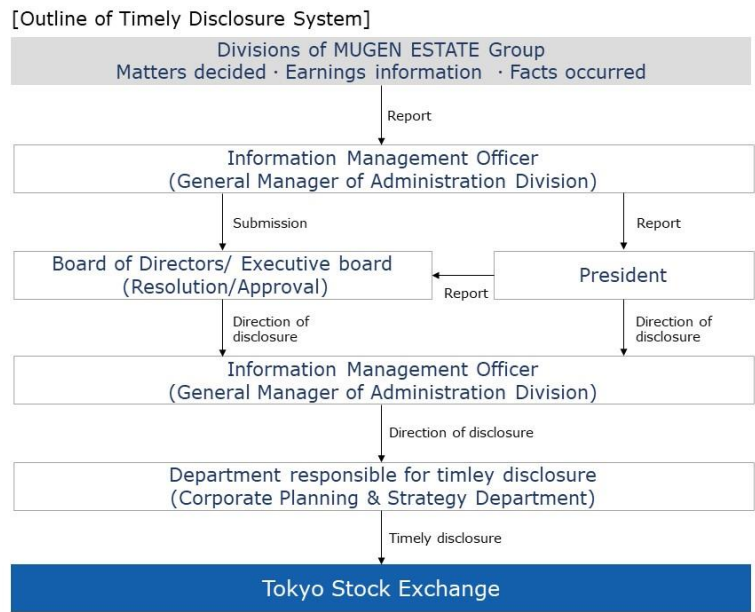 [Outline of Timely Disclosure System]
Divisions of MUGEN ESTATE Group
Matters decided · Earnings information · Facts occurred
Report
Information Management Officer
(General Manager of Administration Division)
Submission
Report
Board of Directors/ Executive board
(Resolution/Approval)
President
Report
Direction of
disclosure
Direction of
disclosure
Information Management Officer
(General Manager of Administration Division)
Direction of disclosure
Department responsible for timley disclosure
(Corporate Planning & Strategy Department)
Timely disclosure
Tokyo Stock Exchange